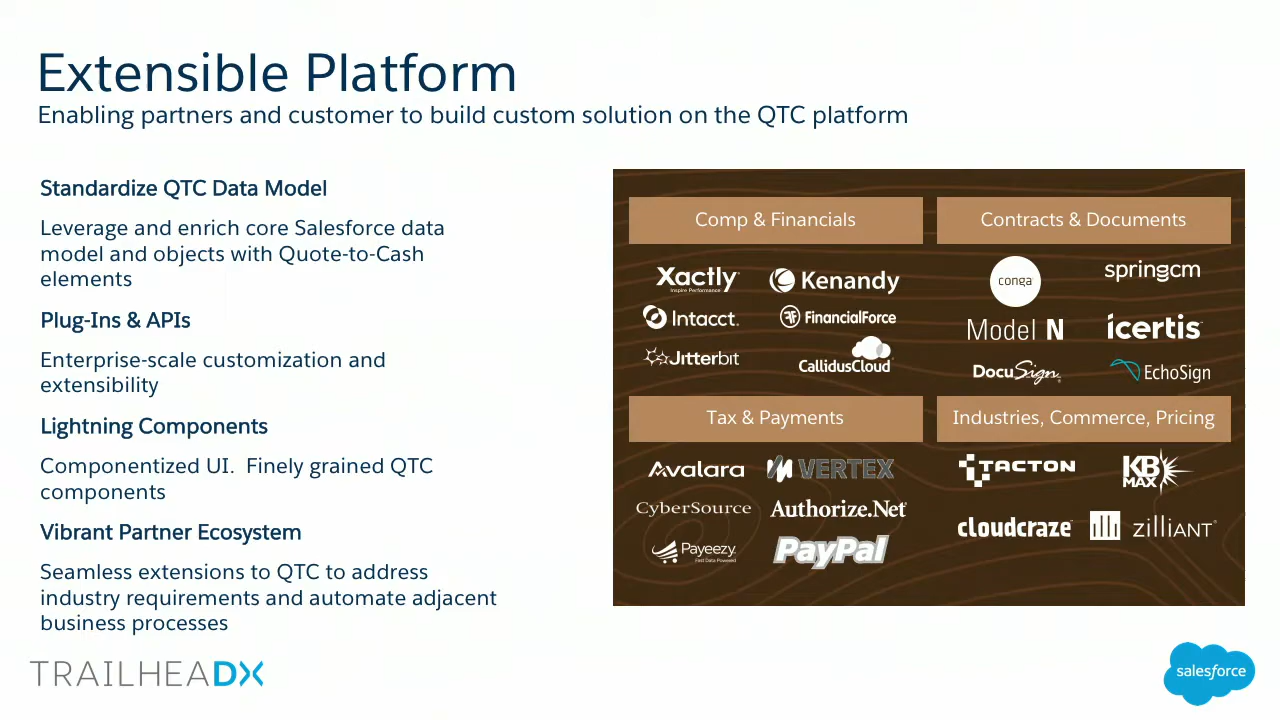 Extensible Platform
Enabling partners and customer to build custom solution on the QTC platform
Standardize QTC Data Model
Leverage and enrich core Salesforce data
model and objects with Quote-to-Cash
elements
Plug-Ins & APIs
Enterprise-scale customization and
extensibility
Lightning Components
Componentized UI. Finely grained QTC
components
Vibrant Partner Ecosystem
Seamless extensions to QTC to address
industry requirements and automate adjacent
business processes
Comp & Financials
Xactly
Inspire Performance
Kenandy
Intacct
FinancialForce
Jitterbit
CallidusCloud
Contracts & Documents
conga
springcm
Model N
icertis
DocuSign
EchoSign
Tax & Payments
Avalara
VERTEX
CyberSource
Authorize.Net
Payeezy
First Data Powered
PayPal
Industries, Commerce, Pricing
TACTON
KB
MAX
cloudcraze
ZILLIANT
TRAILHEADX
salesforce